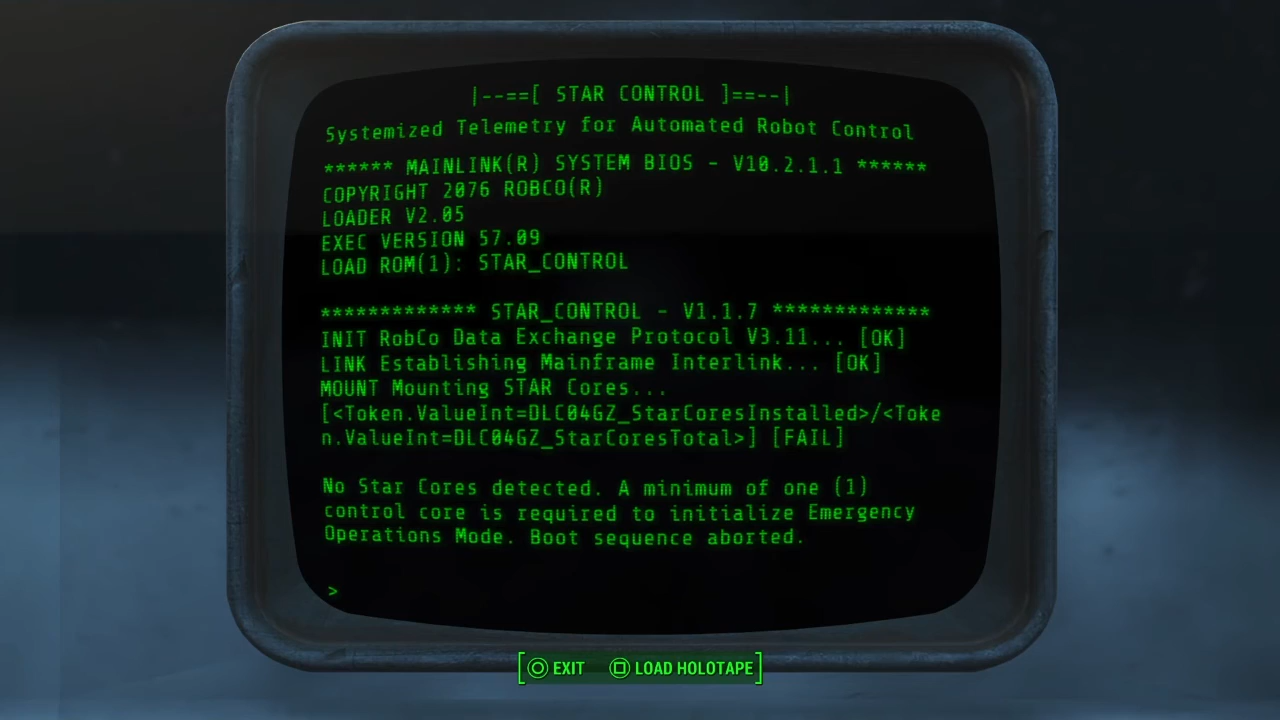 |--==[ STAR CONTROL ]==--|
Systemized Telemetry for Automated Robot Control
****** MAINLINK(R) SYSTEM BIOS - V10.2.1.1 ******
COPYRIGHT 2076 ROBCO(R)
LOADER V2.05
EXEC VERSION 57.09
LOAD ROM(1): STAR_CONTROL
************* STAR_CONTROL - V1.1.7 *************
INIT RobCo Data Exchange Protocol V3.11... [OK]
LINK Establishing Mainframe Interlink... [OK]
MOUNT Mounting STAR Cores...
[<Token.ValueInt=DLC04GZ_StarCoresInstalled>/<Toke
n.ValueInt=DLC04GZ_StarCoresTotal>] [FAIL]
No Star Cores detected. A minimum of one (1)
control core is required to initialize Emergency
Operations Mode. Boot sequence aborted.
>
EXIT LOAD HOLOTAPE